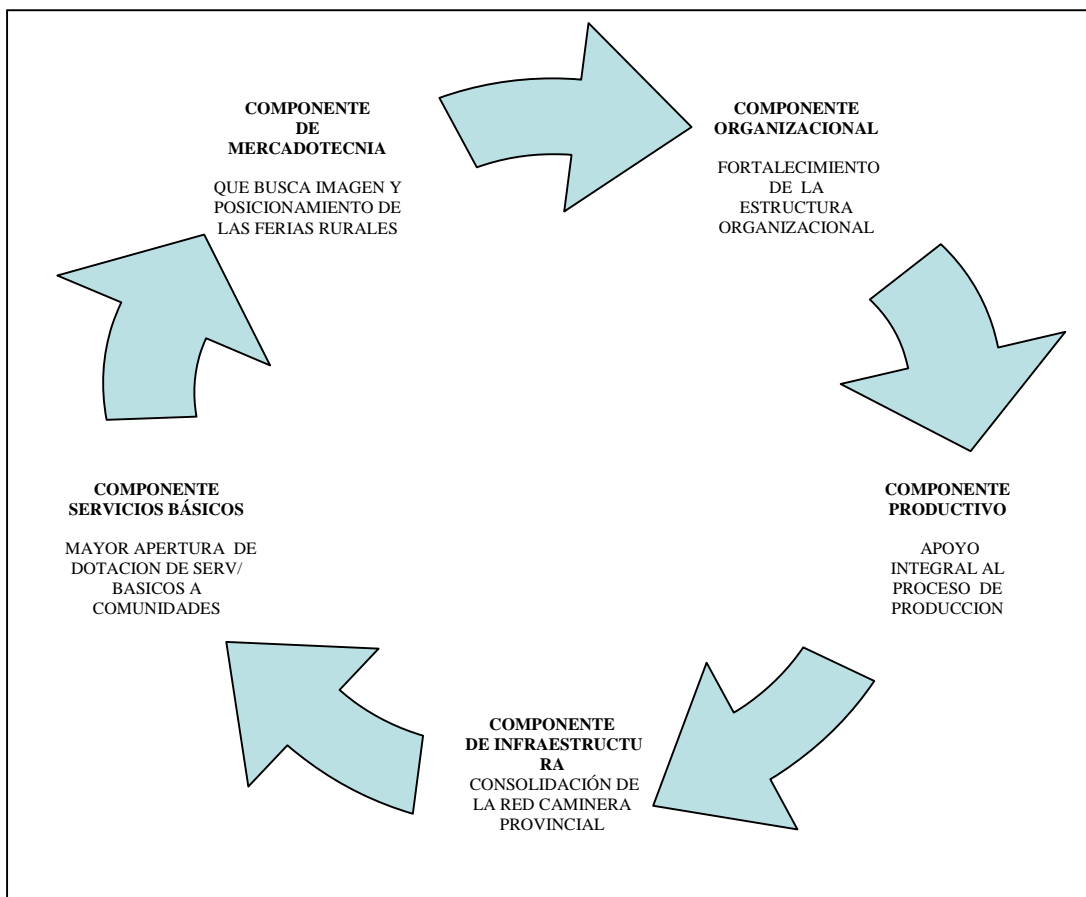 COMPONENTE
DE
MERCADOTECNIA
QUE BUSCA IMAGEN Y
POSICIONAMIENTO DE
LAS FERIAS RURALES
COMPONENTE
ORGANIZACIONAL
FORTALECIMIENTO
DE LA
ESTRUCTURA
ORGANIZACIONAL
COMPONENTE
PRODUCTIVO
APOYO
INTEGRAL AL
PROCESO DE
PRODUCCION
COMPONENTE
DE INFRAESTRUCTU
RA
CONSOLIDACIÓN DE
LA RED CAMINERA
PROVINCIAL
COMPONENTE
SERVICIOS BÁSICOS
MAYOR APERTURA DE
DOTACION DE SERV/
BASICOS A
COMUNIDADES